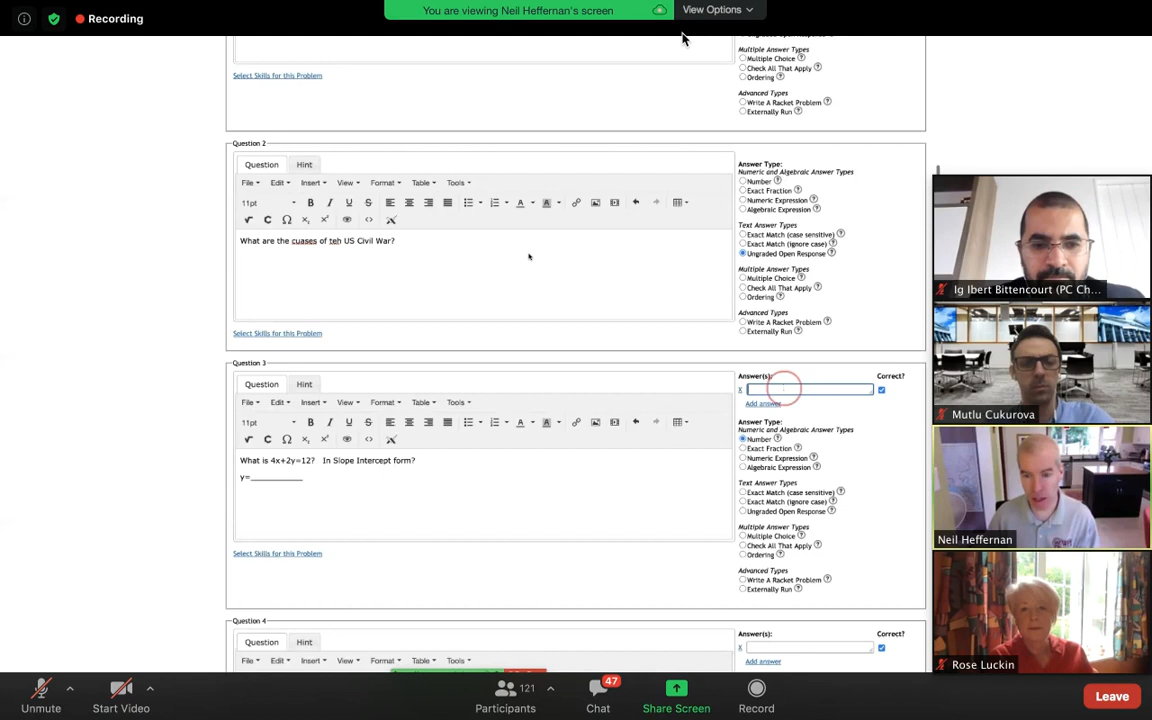 Recording
You are viewing Neil Heffernan's screen
View Options
Select Skills for this Problem
Multiple Answer Types
Multiple Choice
Check All That Apply
Ordering
Advanced Types
Write A Racket Problem
Externally Run
Question 2
Question Hint
File Edit Insert View Format Table Tools
11pt
What are the cuases of teh US Civil War?
Select Skills for this Problem
Answer Type:
Numeric and Algebraic Answer Types
Number
Exact Fraction
Numeric Expression
Algebraic Expression
Text Answer Types
Exact Match (case sensitive)
Exact Match (ignore case)
Ungraded Open Response
Multiple Answer Types
Multiple Choice
Check All That Apply
Ordering
Advanced Types
Write A Racket Problem
Externally Run
Question 3
Question Hint
File Edit Insert View Format Table Tools
11pt
What is 4x+2y=12? In Slope Intercept form?
y=____________
Select Skills for this Problem
Answer(s): Correct?
X
Add answer
Answer Type:
Numeric and Algebraic Answer Types
Number
Exact Fraction
Numeric Expression
Algebraic Expression
Text Answer Types
Exact Match (case sensitive)
Exact Match (ignore case)
Ungraded Open Response
Multiple Answer Types
Multiple Choice
Check All That Apply
Ordering
Advanced Types
Write A Racket Problem
Externally Run
Question 4
Question Hint
File Edit Insert View Format Table Tools
Answer(s): Correct?
X
Add answer
Ig Ibert Bittencourt (PC Ch...
Mutlu Cukurova
Neil Heffernan
Rose Luckin
Unmute
Start Video
121
Participants
47
Chat
Share Screen
Record
Leave